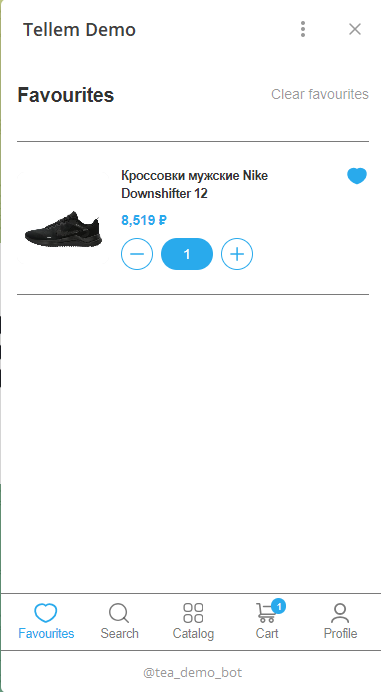 Tellem Demo
Favourites
Clear favourites
Кроссовки мужские Nike
Downshifter 12
8,519 ₽
1
1
Favourites
Search
Catalog
Cart
Profile
@tea_demo_bot